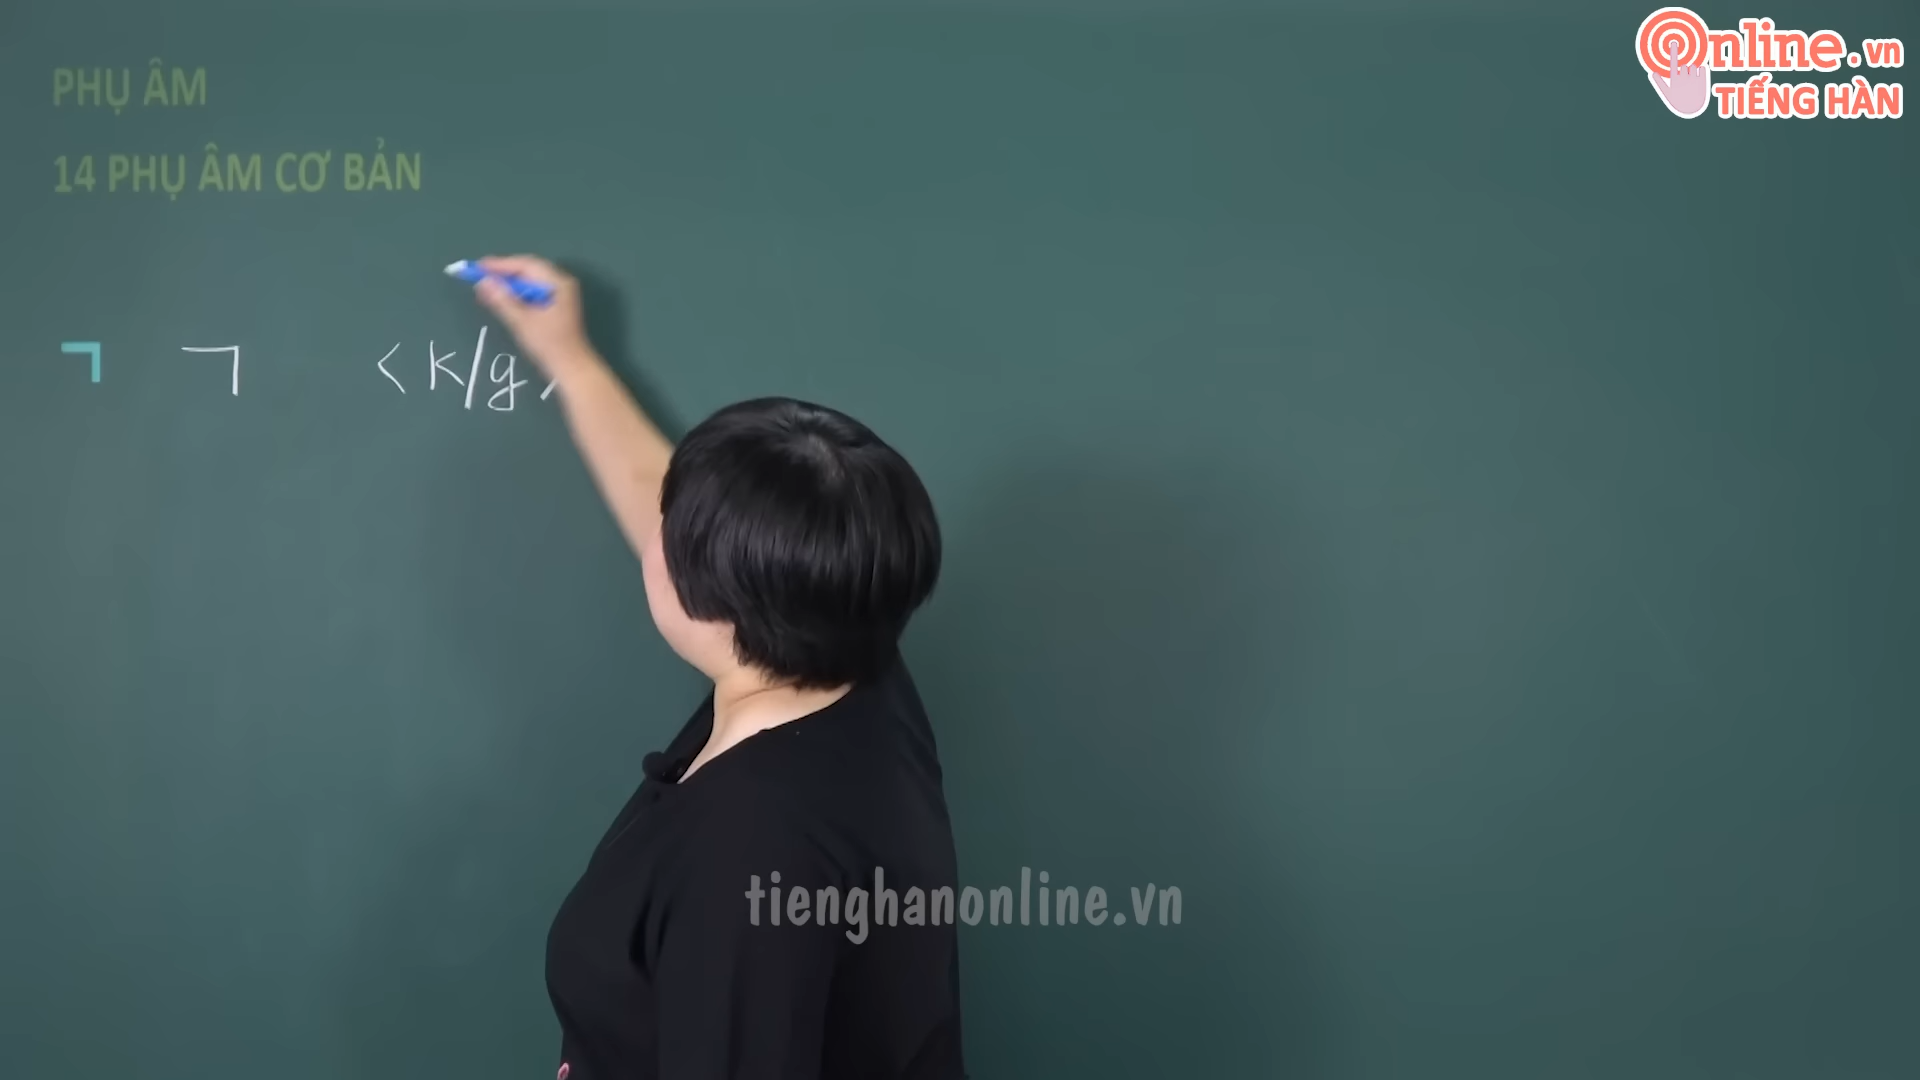 Online.vn
TIẾNG HÀN
PHỤ ÂM
14 PHỤ ÂM CƠ BẢN
ㄱ ㄱ <k/g>
tienghanonline.vn